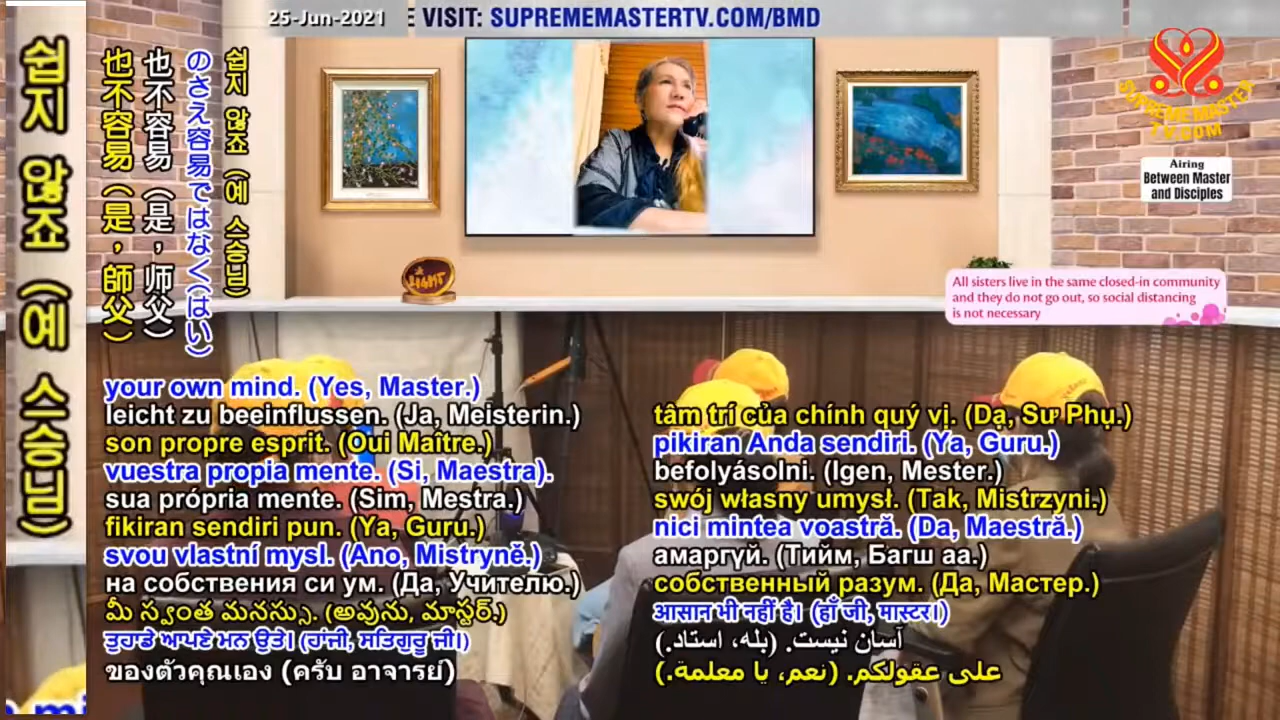 25-Jun-2021
VISIT: SUPREMEMASTERTV.COM/BMD
SUPREME MASTER
TV.COM
Airing
Between Master
and Disciples
All sisters live in the same closed-in community
and they do not go out, so social distancing
is not necessary
쉽지 않죠 (예 스승님)
のさえ容易ではなく(はい)
也不容易（是，师父）
也不容易（是，師父）
쉽지 않죠 (예 스승님)
your own mind. (Yes, Master.)
leicht zu beeinflussen. (Ja, Meisterin.)
son propre esprit. (Oui Maître.)
vuestra propia mente. (Si, Maestra).
sua própria mente. (Sim, Mestra.)
fikiran sendiri pun. (Ya, Guru.)
svou vlastní mysl. (Ano, Mistryně.)
на собствения си ум. (Да, Учителю.)
మీ స్వంత మనస్సు. (అవును, మాస్టర్.)
ਤੁਹਾਡੇ ਆਪਣੇ ਮਨ ਉਤੇ। (ਹਾਂਜੀ, ਸਤਿਗੁਰੂ ਜੀ।)
ของตัวคุณเอง (ครับ อาจารย์)
tâm trí của chính quý vị. (Dạ, Sư Phụ.)
pikiran Anda sendiri. (Ya, Guru.)
befolyásolni. (Igen, Mester.)
swój własny umysł. (Tak, Mistrzyni.)
nici mintea voastră. (Da, Maestră.)
амаргүй. (Тийм, Багш аа.)
собственный разум. (Да, Мастер.)
आसान भी नहीं है। (हाँ जी, मास्टर।)
آسان نیست. (بله، استاد.)
على عقولكم. (نعم، يا معلمة.)